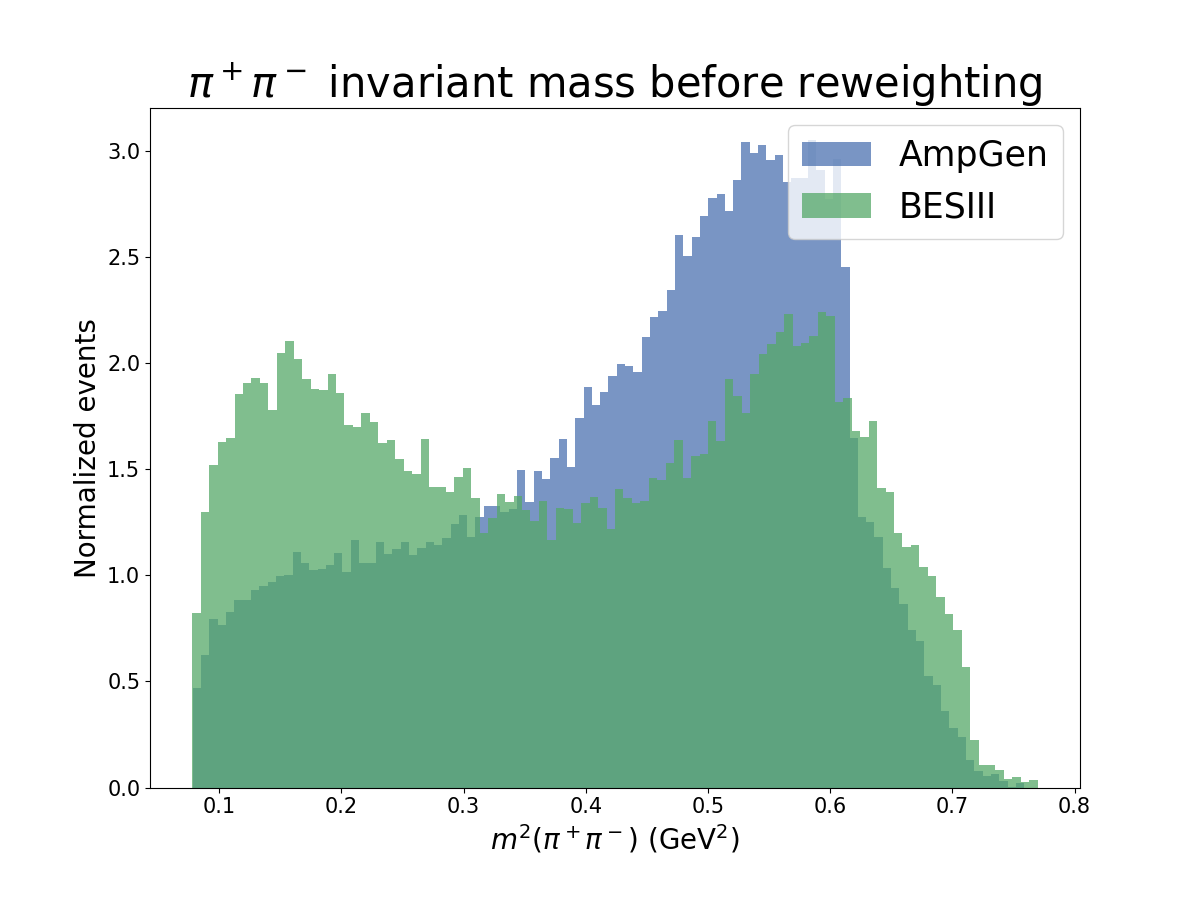 π⁺π⁻ invariant mass before reweighting
AmpGen
BESIII
Normalized events
3.0
2.5
2.0
1.5
1.0
0.5
0.0
0.1 0.2 0.3 0.4 0.5 0.6 0.7 0.8
m²(π⁺π⁻) (GeV²)